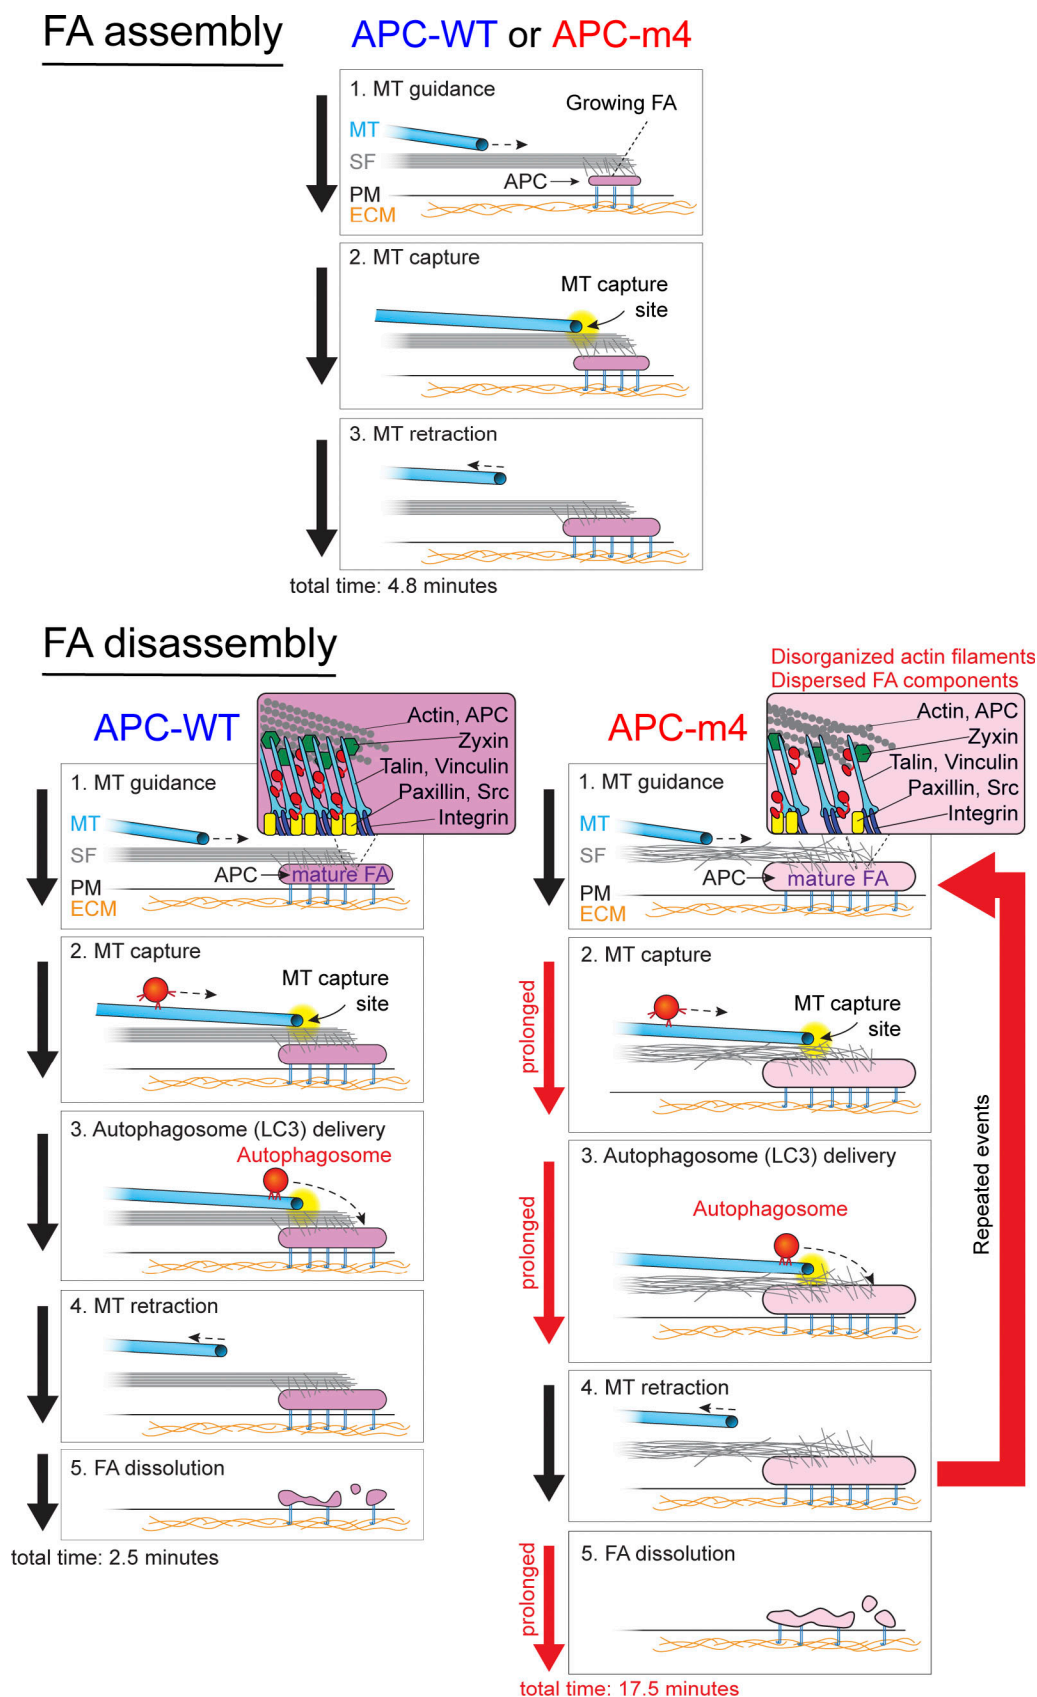 FA assembly
APC-WT or APC-m4
1. MT guidance
Growing FA
MT
SF
APC
PM
ECM
2. MT capture
MT capture
site
3. MT retraction
total time: 4.8 minutes
FA disassembly
APC-WT
Actin, APC
Zyxin
Talin, Vinculin
Paxillin, Src
Integrin
1. MT guidance
MT
SF
APC
mature FA
PM
ECM
2. MT capture
MT capture
site
3. Autophagosome (LC3) delivery
Autophagosome
4. MT retraction
5. FA dissolution
total time: 2.5 minutes
Disorganized actin filaments
Dispersed FA components
APC-m4
Actin, APC
Zyxin
Talin, Vinculin
Paxillin, Src
Integrin
1. MT guidance
MT
SF
APC
mature FA
PM
ECM
2. MT capture
prolonged
MT capture
site
3. Autophagosome (LC3) delivery
prolonged
Autophagosome
4. MT retraction
Repeated events
5. FA dissolution
prolonged
total time: 17.5 minutes